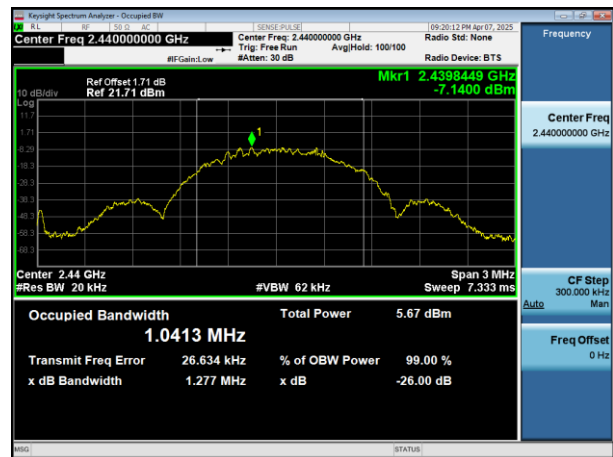 Keysight Spectrum Analyzer - Occupied BW
RL RF 50 Ω AC SENSE:PULSE 09:20:12 PM Apr 07, 2025
Center Freq 2.440000000 GHz Center Freq: 2.440000000 GHz Radio Std: None
Trig: Free Run Avg|Hold: 100/100
#IFGain:Low #Atten: 30 dB Radio Device: BTS
Frequency
Mkr1 2.4398449 GHz
-7.1400 dBm
Ref Offset 1.71 dB
10 dB/div Ref 21.71 dBm
Log
11.7
1.71
-8.29
-18.3
-28.3
-38.3
-48.3
-58.3
-68.3
1
Center 2.44 GHz Span 3 MHz
#Res BW 20 kHz #VBW 62 kHz Sweep 7.333 ms
Occupied Bandwidth Total Power 5.67 dBm
1.0413 MHz
Transmit Freq Error 26.634 kHz % of OBW Power 99.00 %
x dB Bandwidth 1.277 MHz x dB -26.00 dB
Center Freq
2.440000000 GHz
CF Step
300.000 kHz
Auto Man
Freq Offset
0 Hz
MSG STATUS